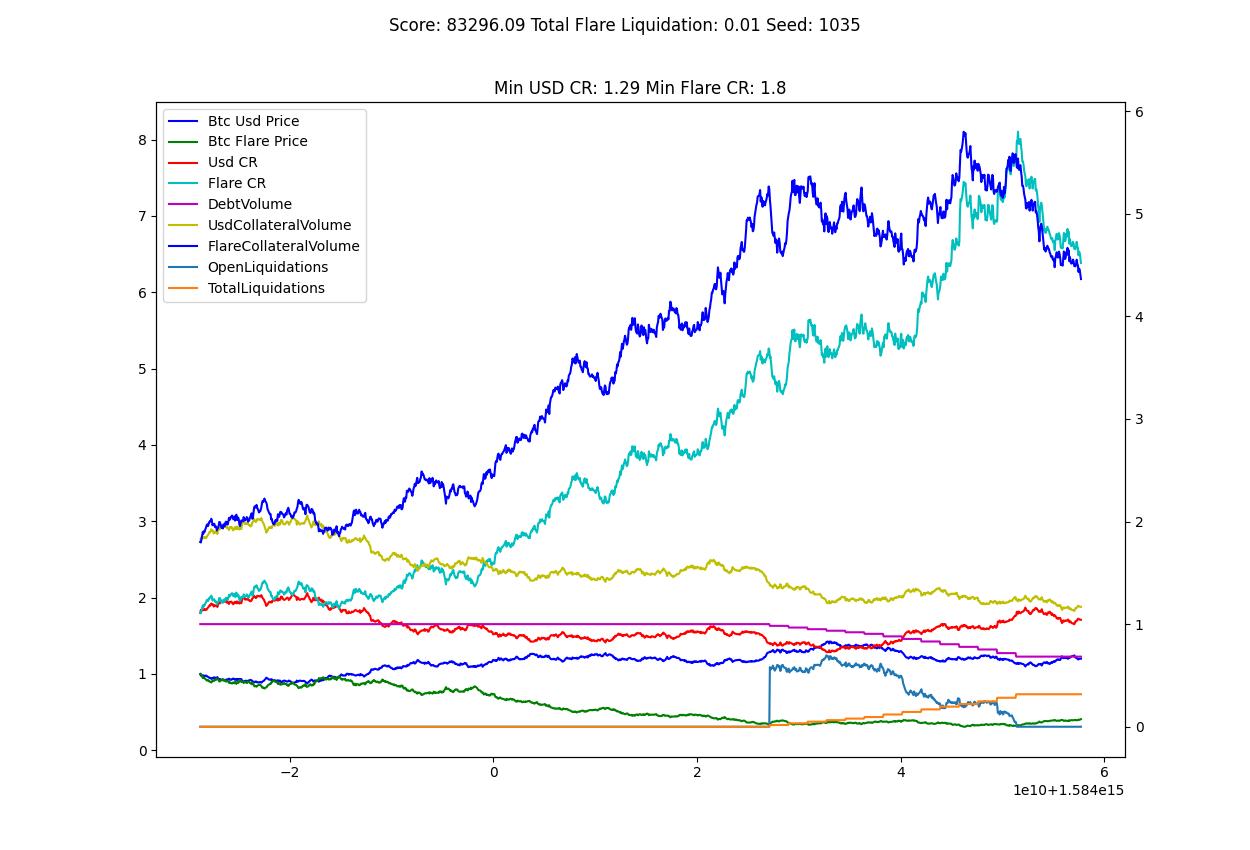 Score: 83296.09 Total Flare Liquidation: 0.01 Seed: 1035
Min USD CR: 1.29 Min Flare CR: 1.8
Btc Usd Price
Btc Flare Price
Usd CR
Flare CR
DebtVolume
UsdCollateralVolume
FlareCollateralVolume
OpenLiquidations
TotalLiquidations
8
7
6
5
4
3
2
1
0
6
5
4
3
2
1
0
−2
0
2
4
6
1e10+1.584e15